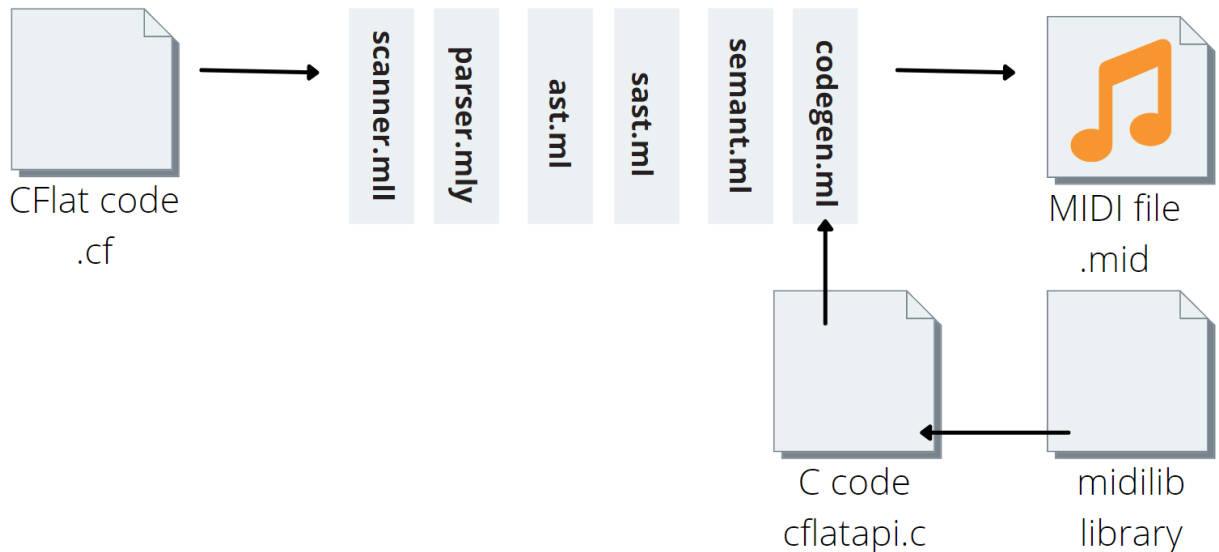 scanner.mll
parser.mly
ast.ml
sast.ml
semant.ml
codegen.ml
CFlat code
.cf
MIDI file
.mid
C code
cflatapi.c
midilib
library